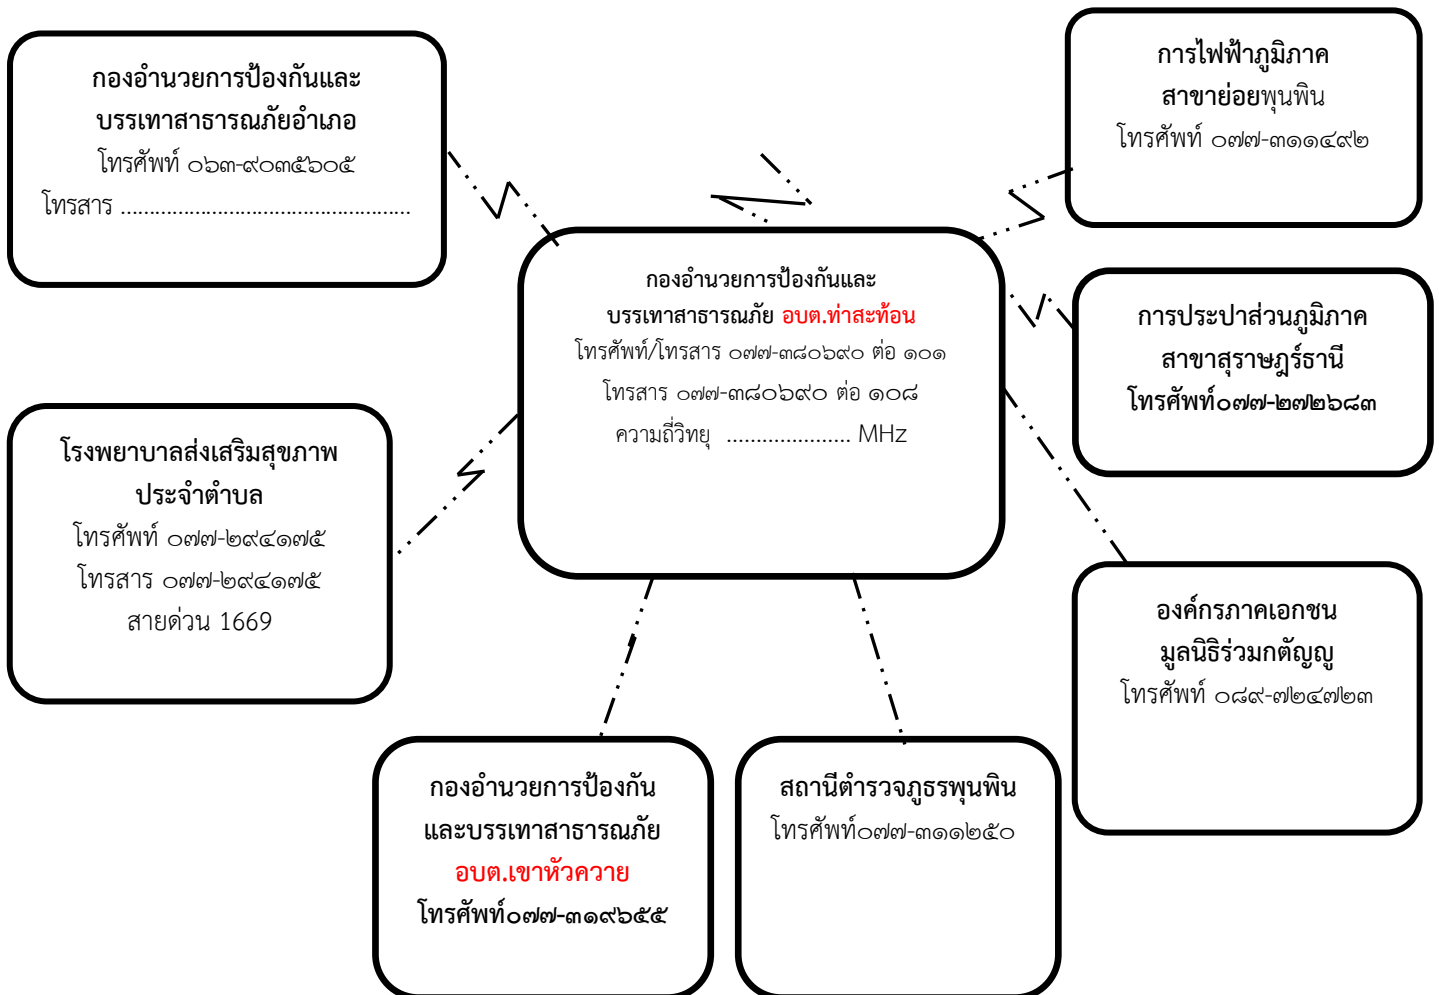 กองอำนวยการป้องกันและ
บรรเทาสาธารณภัยอำเภอ
โทรศัพท์ ๐๖๓-๙๐๓๕๖๐๕
โทรสาร ..................................................
การไฟฟ้าภูมิภาค
สาขาย่อยพุนพิน
โทรศัพท์ ๐๗๗-๓๑๑๔๙๒
กองอำนวยการป้องกันและ
บรรเทาสาธารณภัย อบต.ท่าสะท้อน
โทรศัพท์/โทรสาร ๐๗๗-๓๘๐๖๙๐ ต่อ ๑๐๑
โทรสาร ๐๗๗-๓๘๐๖๙๐ ต่อ ๑๐๘
ความถี่วิทยุ ..................... MHz
การประปาส่วนภูมิภาค
สาขาสุราษฎร์ธานี
โทรศัพท์๐๗๗-๒๗๒๖๘๓
โรงพยาบาลส่งเสริมสุขภาพ
ประจำตำบล
โทรศัพท์ ๐๗๗-๒๙๔๑๗๕
โทรสาร ๐๗๗-๒๙๔๑๗๕
สายด่วน 1669
องค์กรภาคเอกชน
มูลนิธิร่วมกตัญญู
โทรศัพท์ ๐๘๙-๗๒๔๗๒๓
กองอำนวยการป้องกัน
และบรรเทาสาธารณภัย
อบต.เขาหัวควาย
โทรศัพท์๐๗๗-๓๑๙๖๕๕
สถานีตำรวจภูธรพุนพิน
โทรศัพท์๐๗๗-๓๑๑๒๕๐